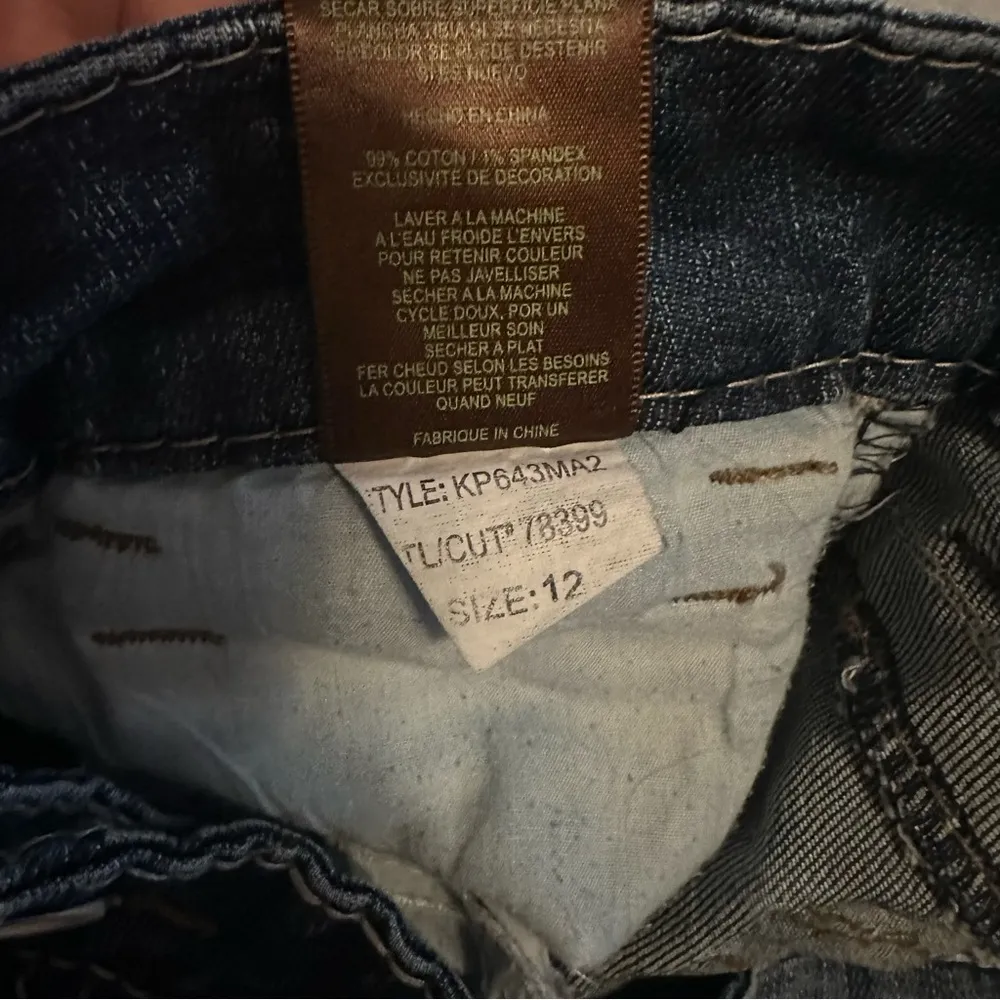 SECAR SOBRE SUPERFICIE PLANA
PLANCHA TIBIA SI SE NECESITA
EL COLOR SE PUEDE DESTENIR
SI ES NUEVO
HECHO EN CHINA
99% COTON / 1% SPANDEX
EXCLUSIVITE DE DECORATION
LAVER A LA MACHINE
A L'EAU FROIDE L'ENVERS
POUR RETENIR COULEUR
NE PAS JAVELLISER
SECHER A LA MACHINE
CYCLE DOUX, POR UN
MEILLEUR SOIN
SECHER A PLAT
FER CHEUD SELON LES BESOINS
LA COULEUR PEUT TRANSFERER
QUAND NEUF
FABRIQUE IN CHINE
TYLE: KP643MA2
TL/CUT# 78399
SIZE: 12